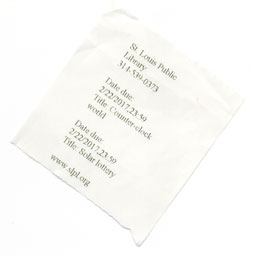 St. Louis Public
Library
314-539-0373
Date due:
2/22/2017,23:59
Title: Counter-clock
world
Date due:
2/22/2017,23:59
Title: Solar lottery
www.slpl.org